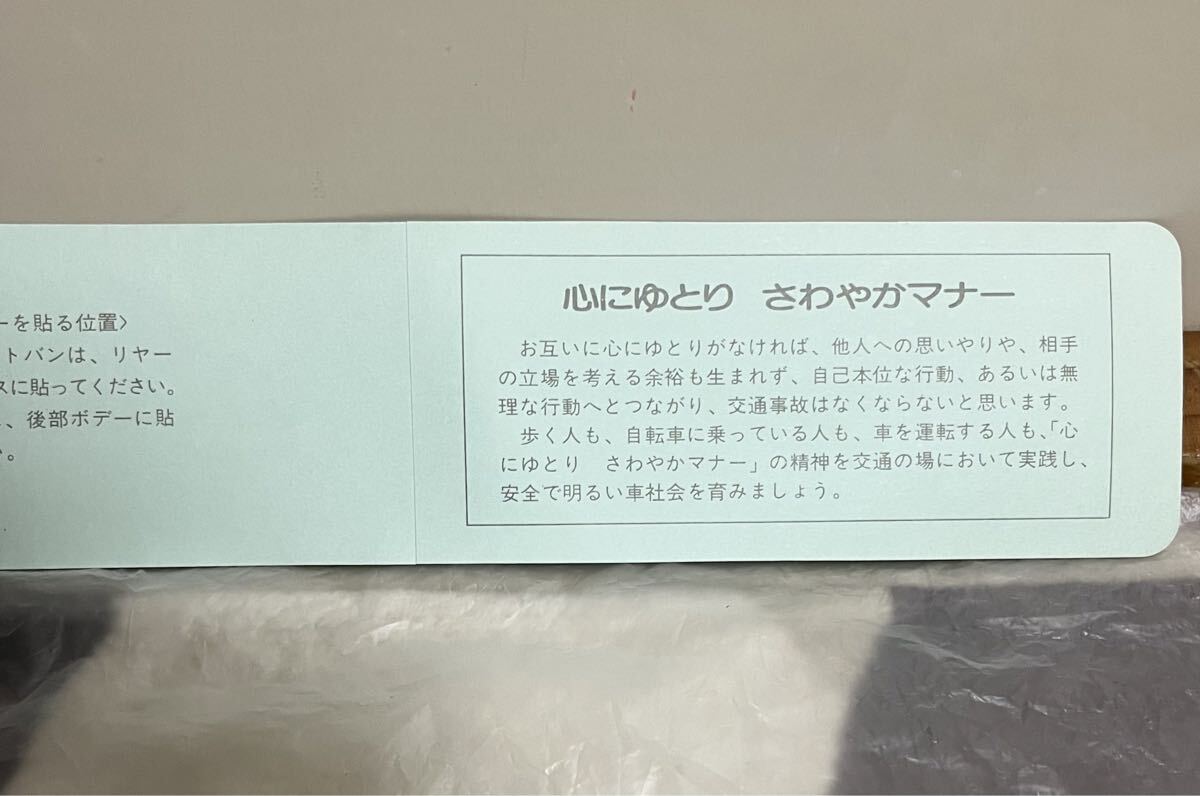 ーを貼る位置〉
トバンは、リヤー
スに貼ってください。
、後部ボデーに貼
い。
心にゆとり さわやかマナー
お互いに心にゆとりがなければ、他人への思いやりや、相手
の立場を考える余裕も生まれず、自己本位な行動、あるいは無
理な行動へとつながり、交通事故はなくならないと思います。
歩く人も、自転車に乗っている人も、車を運転する人も、「心
にゆとり さわやかマナー」の精神を交通の場において実践し、
安全で明るい車社会を育みましょう。